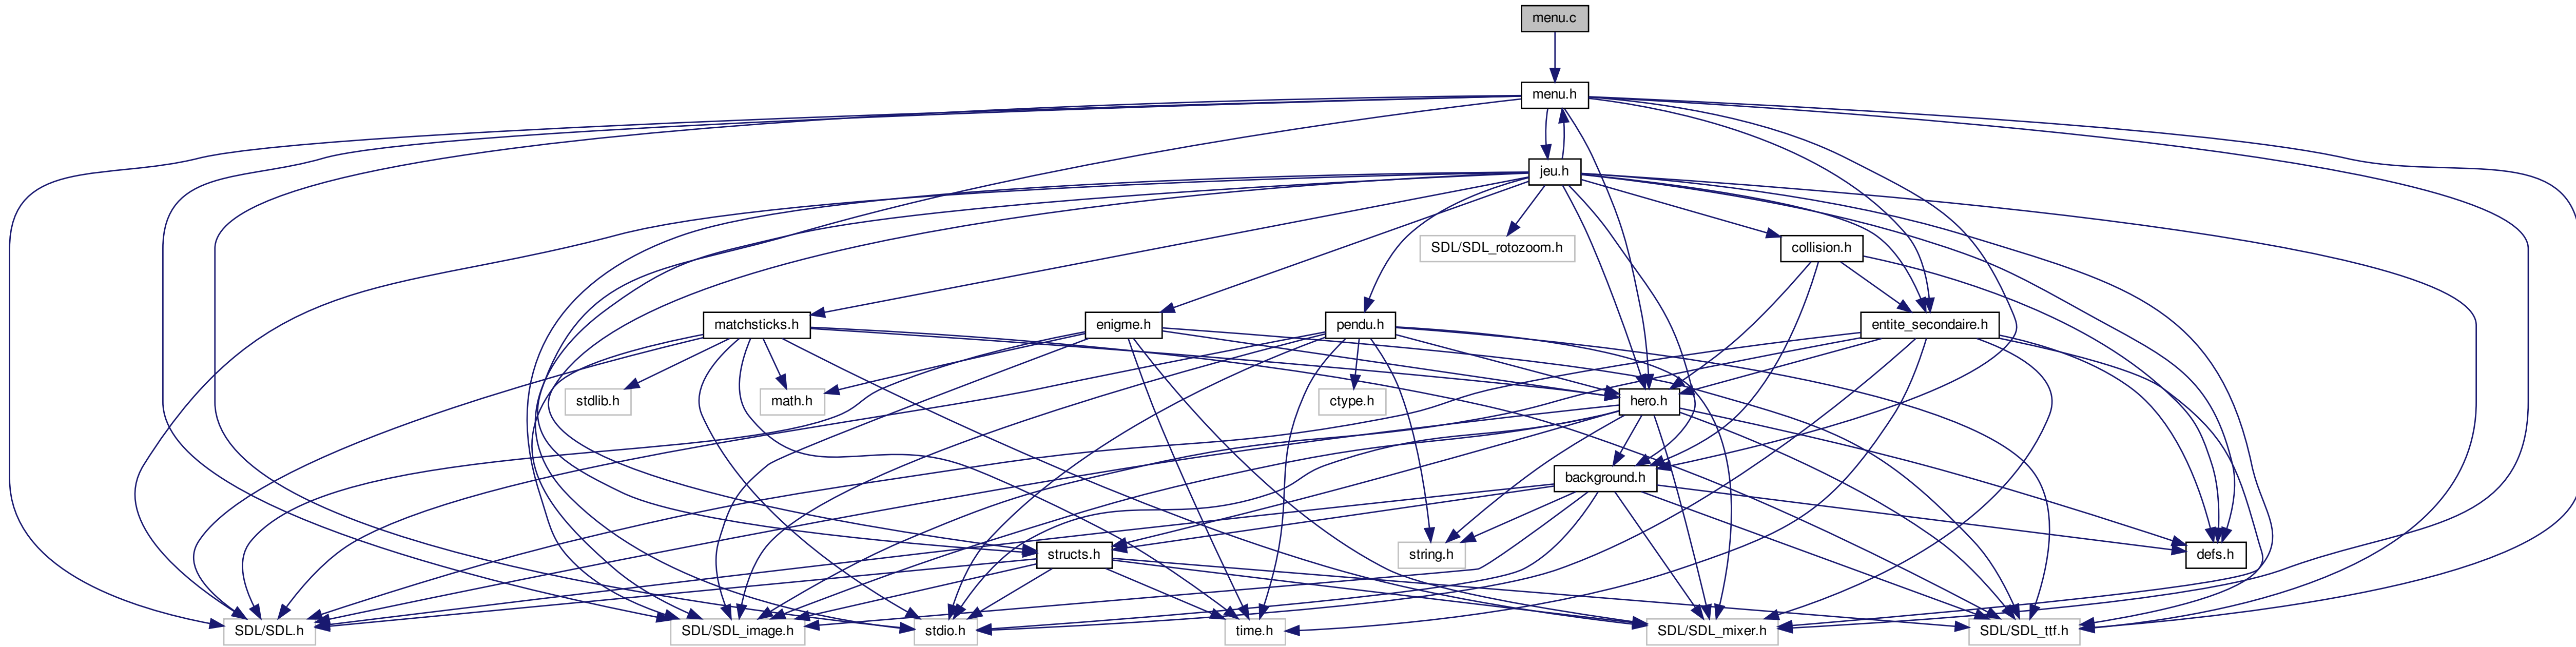 menu.c
menu.h
jeu.h
SDL/SDL_rotozoom.h
collision.h
matchsticks.h
enigme.h
pendu.h
entite_secondaire.h
stdlib.h
math.h
ctype.h
hero.h
background.h
structs.h
string.h
defs.h
SDL/SDL.h
SDL/SDL_image.h
stdio.h
time.h
SDL/SDL_mixer.h
SDL/SDL_ttf.h